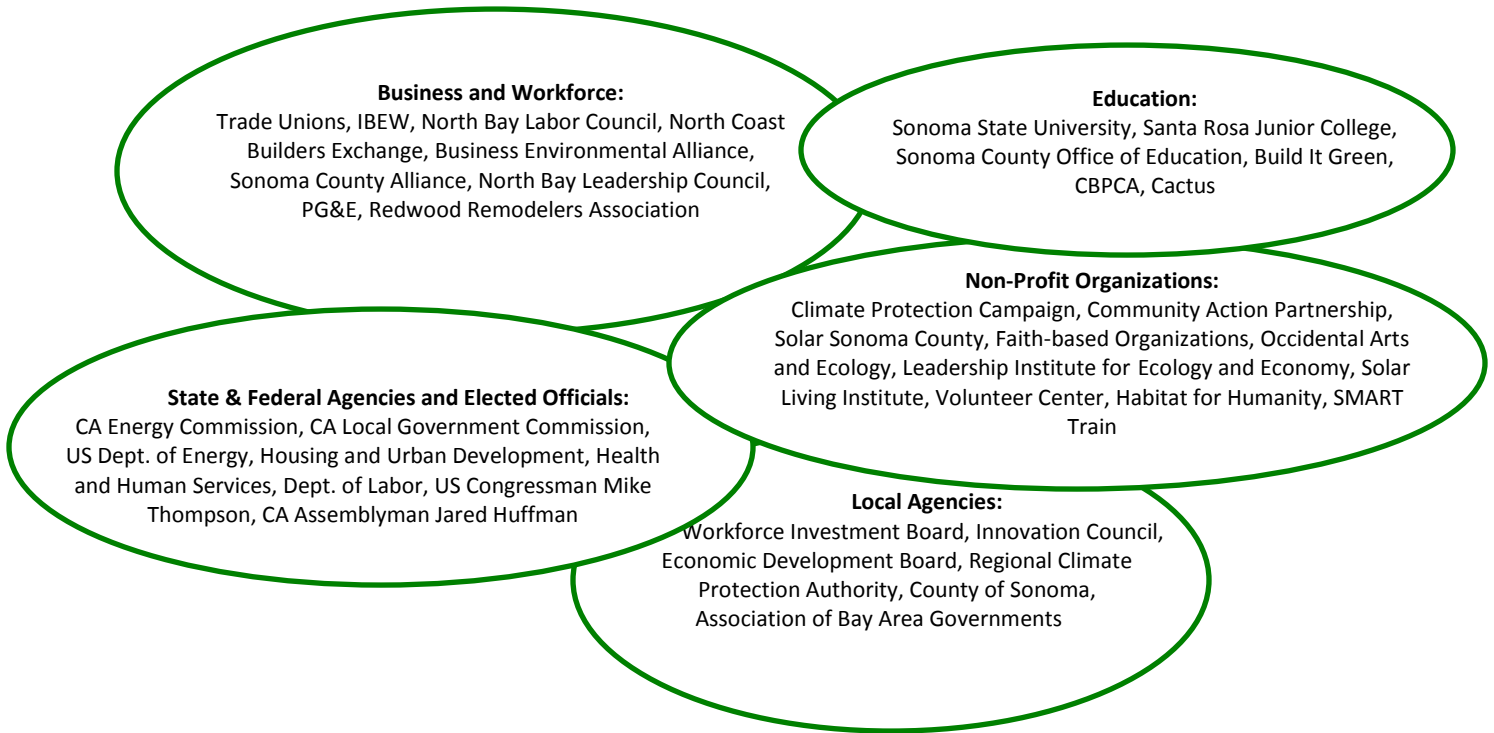 Business and Workforce:
Trade Unions, IBEW, North Bay Labor Council, North Coast
Builders Exchange, Business Environmental Alliance,
Sonoma County Alliance, North Bay Leadership Council,
PG&E, Redwood Remodelers Association
Education:
Sonoma State University, Santa Rosa Junior College,
Sonoma County Office of Education, Build It Green,
CBPCA, Cactus
Non-Profit Organizations:
Climate Protection Campaign, Community Action Partnership,
Solar Sonoma County, Faith-based Organizations, Occidental Arts
and Ecology, Leadership Institute for Ecology and Economy, Solar
Living Institute, Volunteer Center, Habitat for Humanity, SMART
Train
State & Federal Agencies and Elected Officials:
CA Energy Commission, CA Local Government Commission,
US Dept. of Energy, Housing and Urban Development, Health
and Human Services, Dept. of Labor, US Congressman Mike
Thompson, CA Assemblyman Jared Huffman
Local Agencies:
Workforce Investment Board, Innovation Council,
Economic Development Board, Regional Climate
Protection Authority, County of Sonoma,
Association of Bay Area Governments